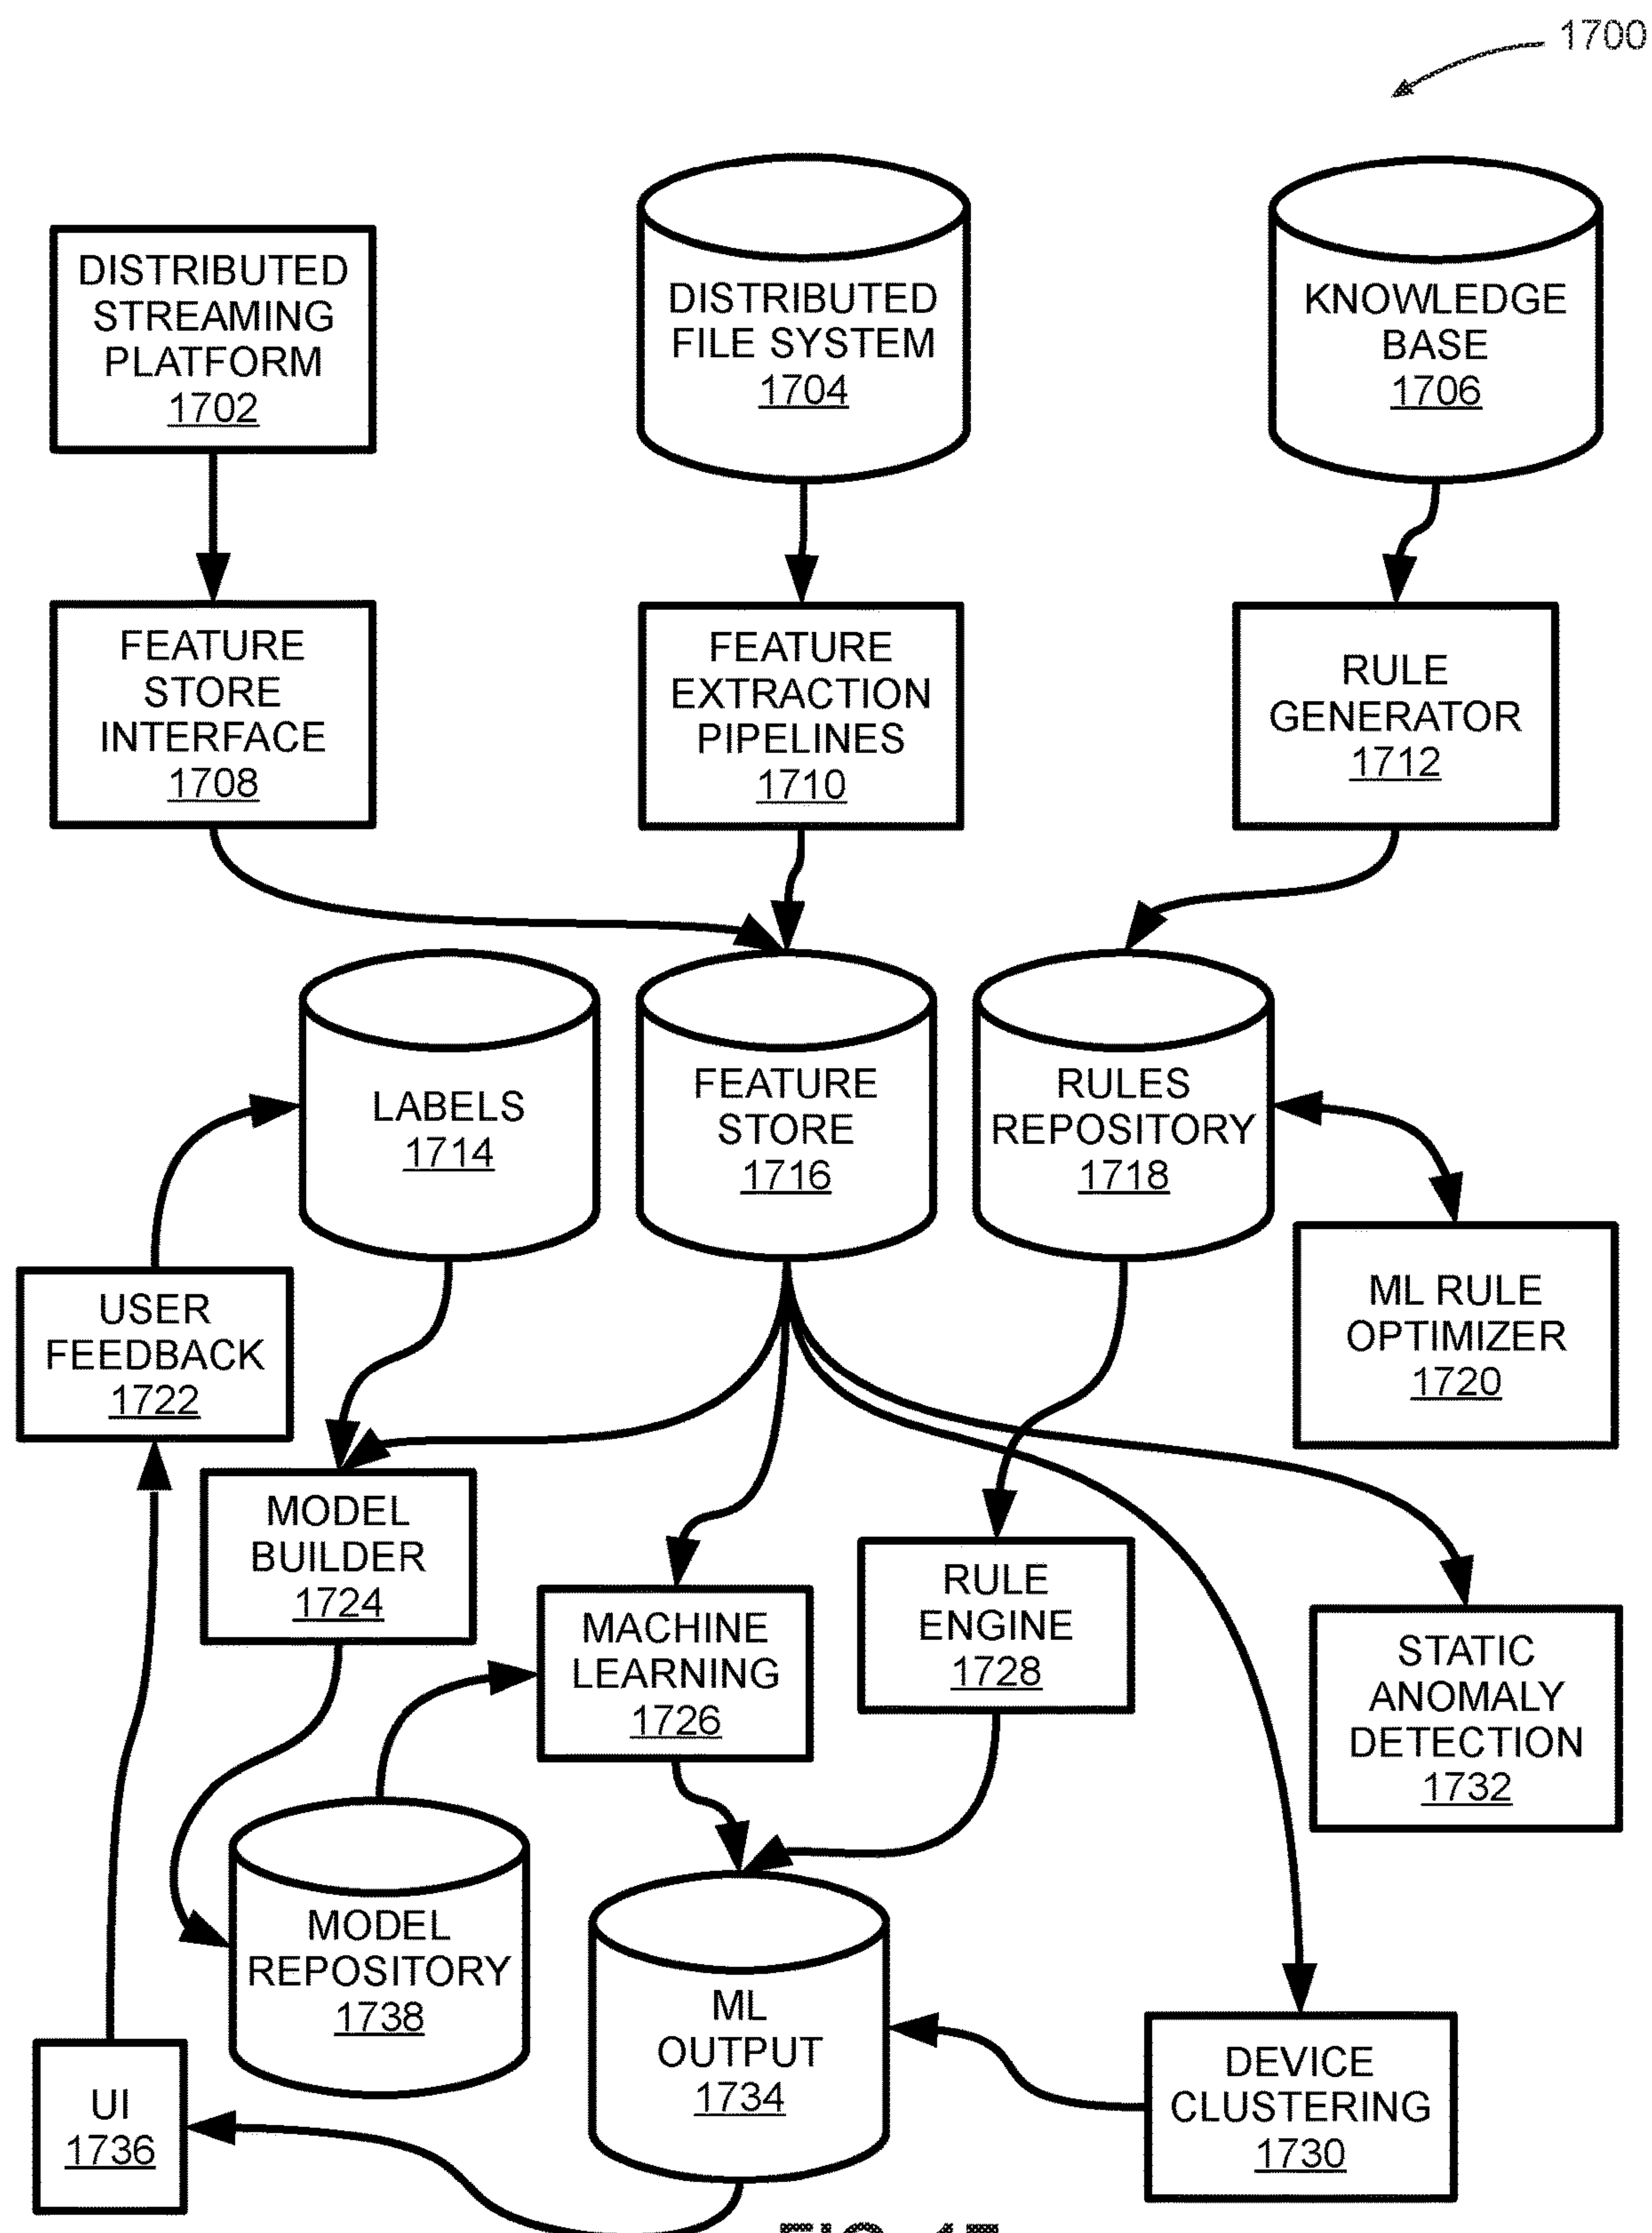 1700
DISTRIBUTED
STREAMING
PLATFORM
1702
DISTRIBUTED
FILE SYSTEM
1704
KNOWLEDGE
BASE
1706
FEATURE
STORE
INTERFACE
1708
FEATURE
EXTRACTION
PIPELINES
1710
RULE
GENERATOR
1712
LABELS
1714
FEATURE
STORE
1716
RULES
REPOSITORY
1718
ML RULE
OPTIMIZER
1720
USER
FEEDBACK
1722
MODEL
BUILDER
1724
MACHINE
LEARNING
1726
RULE
ENGINE
1728
STATIC
ANOMALY
DETECTION
1732
MODEL
REPOSITORY
1738
ML
OUTPUT
1734
DEVICE
CLUSTERING
1730
UI
1736